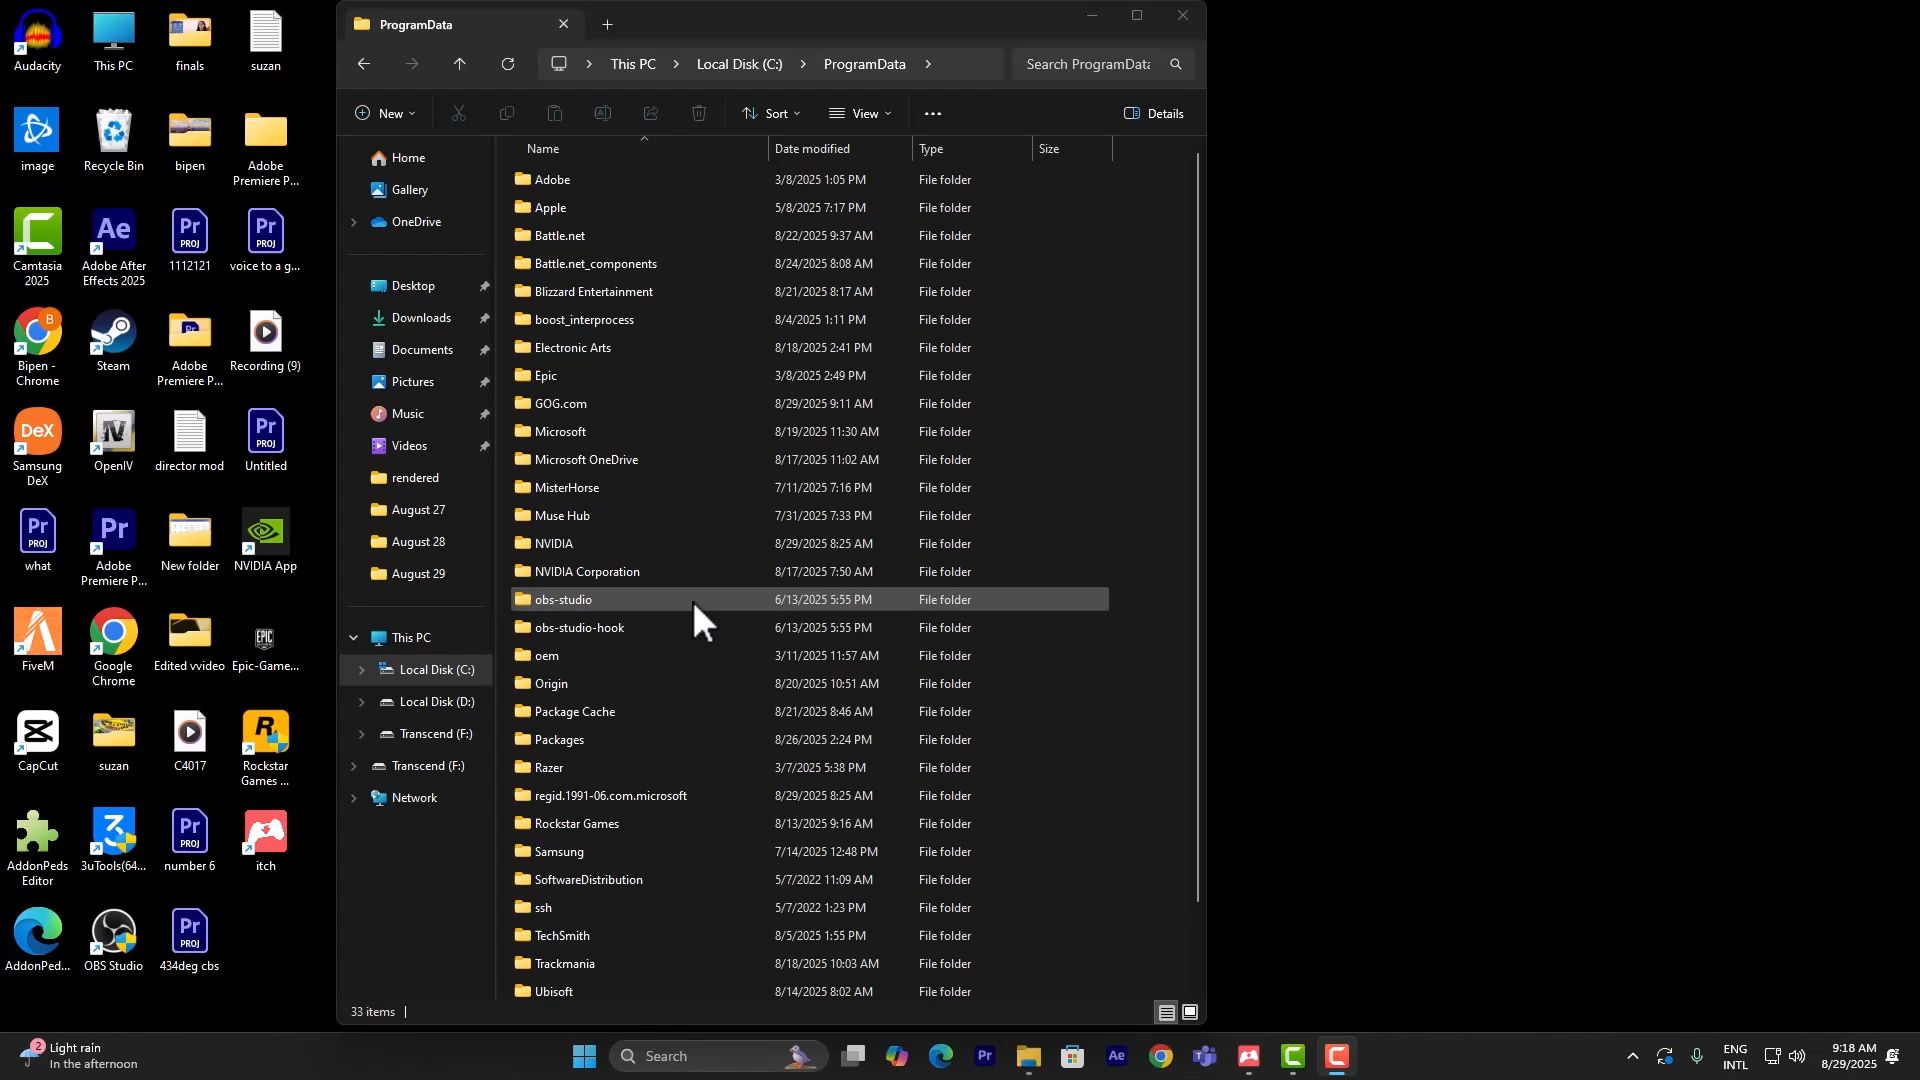 Audacity
This PC
finals
suzan
image
Recycle Bin
bipen
Adobe
Premiere P...
Camtasia
2025
Adobe After
Effects 2025
1112121
voice to a g...
Bipen -
Chrome
Steam
Adobe
Premiere P...
Recording (9)
Samsung
DeX
OpenIV
director mod
Untitled
what
Adobe
Premiere P...
New folder
NVIDIA App
FiveM
Google
Chrome
Edited vvideo
Epic-Game...
CapCut
suzan
C4017
Rockstar
Games ...
AddonPeds
Editor
3uTools(64...
number 6
itch
AddonPed...
OBS Studio
434deg cbs
ProgramData
This PC
Local Disk (C:)
ProgramData
Search ProgramData
New
Sort
View
Details
Home
Gallery
OneDrive
Desktop
Downloads
Documents
Pictures
Music
Videos
rendered
August 27
August 28
August 29
This PC
Local Disk (C:)
Local Disk (D:)
Transcend (F:)
Transcend (F:)
Network
Name Date modified Type Size
Adobe 3/8/2025 1:05 PM File folder
Apple 5/8/2025 7:17 PM File folder
Battle.net 8/22/2025 9:37 AM File folder
Battle.net_components 8/24/2025 8:08 AM File folder
Blizzard Entertainment 8/21/2025 8:17 AM File folder
boost_interprocess 8/4/2025 1:11 PM File folder
Electronic Arts 8/18/2025 2:41 PM File folder
Epic 3/8/2025 2:49 PM File folder
GOG.com 8/29/2025 9:11 AM File folder
Microsoft 8/19/2025 11:30 AM File folder
Microsoft OneDrive 8/17/2025 11:02 AM File folder
MisterHorse 7/11/2025 7:16 PM File folder
Muse Hub 7/31/2025 7:33 PM File folder
NVIDIA 8/29/2025 8:25 AM File folder
NVIDIA Corporation 8/17/2025 7:50 AM File folder
obs-studio 6/13/2025 5:55 PM File folder
obs-studio-hook 6/13/2025 5:55 PM File folder
oem 3/11/2025 11:57 AM File folder
Origin 8/20/2025 10:51 AM File folder
Package Cache 8/21/2025 8:46 AM File folder
Packages 8/26/2025 2:24 PM File folder
Razer 3/7/2025 5:38 PM File folder
regid.1991-06.com.microsoft 8/29/2025 8:25 AM File folder
Rockstar Games 8/13/2025 9:16 AM File folder
Samsung 7/14/2025 12:48 PM File folder
SoftwareDistribution 5/7/2022 11:09 AM File folder
ssh 5/7/2022 1:23 PM File folder
TechSmith 8/5/2025 1:55 PM File folder
Trackmania 8/18/2025 10:03 AM File folder
Ubisoft 8/14/2025 8:02 AM File folder
33 items
2
Light rain
In the afternoon
Search
ENG
INTL
9:18 AM
8/29/2025